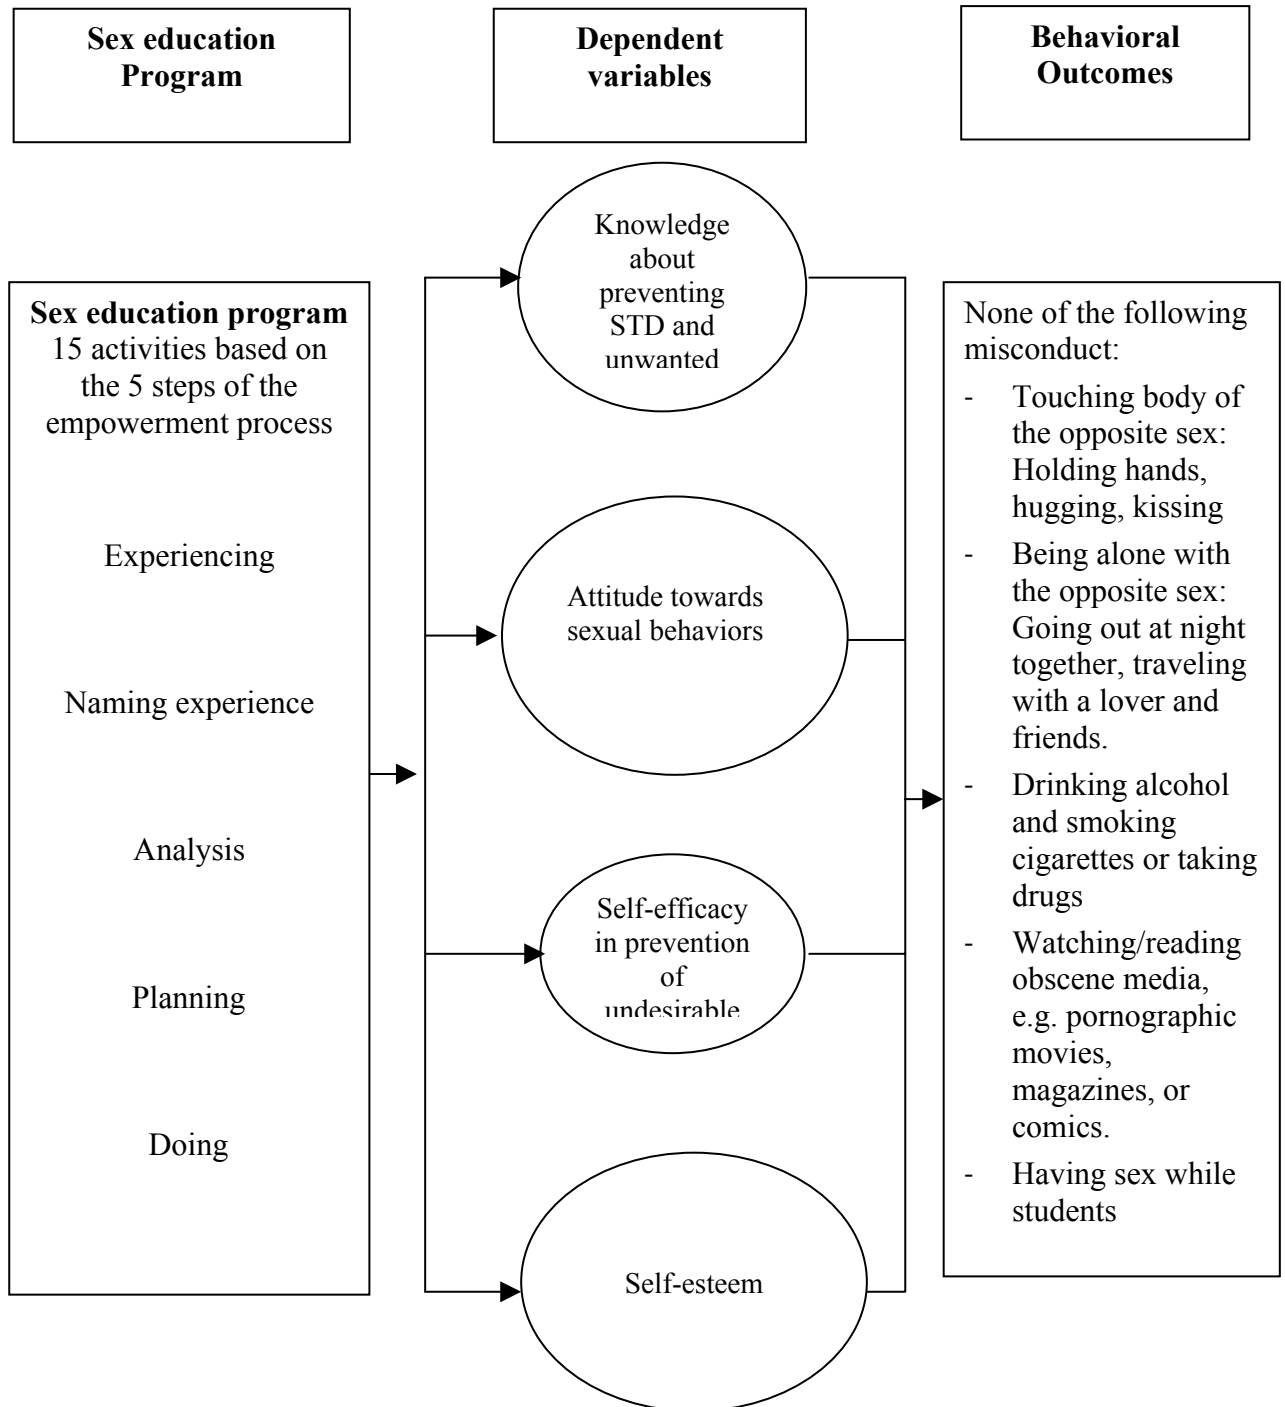 Sex education
Program
Dependent
variables
Behavioral
Outcomes
Sex education program
15 activities based on
the 5 steps of the
empowerment process
Experiencing
Naming experience
Analysis
Planning
Doing
Knowledge
about
preventing
STD and
unwanted
Attitude towards
sexual behaviors
Self-efficacy
in prevention
of
undesirable
Self-esteem
None of the following
misconduct:
- Touching body of
the opposite sex:
Holding hands,
hugging, kissing
- Being alone with
the opposite sex:
Going out at night
together, traveling
with a lover and
friends.
- Drinking alcohol
and smoking
cigarettes or taking
drugs
- Watching/reading
obscene media,
e.g. pornographic
movies,
magazines, or
comics.
- Having sex while
students